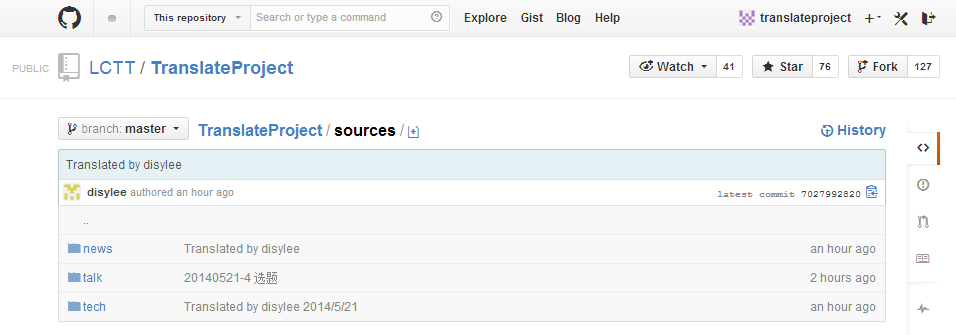 This repository Search or type a command Explore Gist Blog Help translateproject
PUBLIC LCTT / TranslateProject Watch 41 Star 76 Fork 127
branch: master TranslateProject / sources / History
Translated by disylee
disylee authored an hour ago latest commit 7027992820
..
news Translated by disylee an hour ago
talk 20140521-4 选题 2 hours ago
tech Translated by disylee 2014/5/21 an hour ago